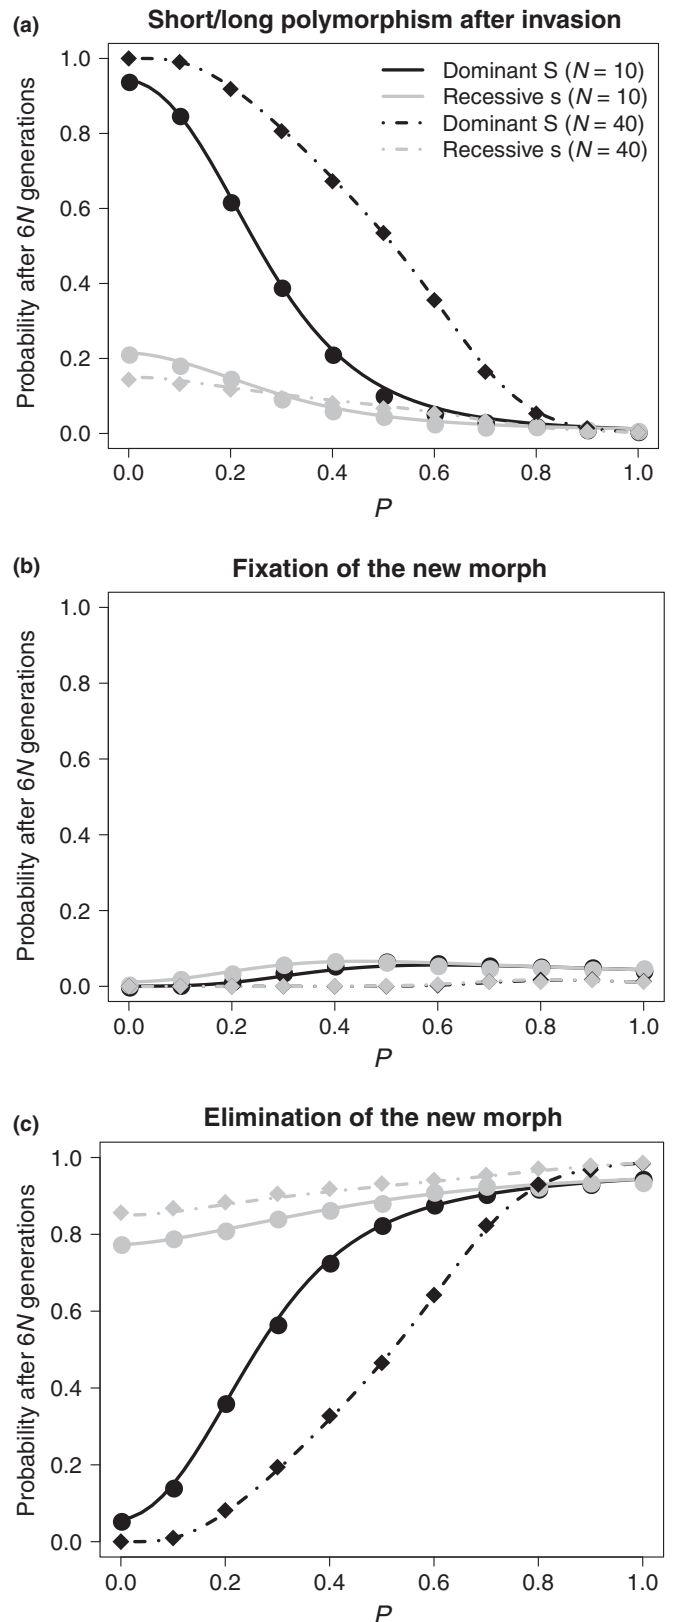 (a)
Short/long polymorphism after invasion
Probability after 6N generations
1.0
0.8
0.6
0.4
0.2
0.0
Dominant S (N = 10)
Recessive s (N = 10)
Dominant S (N = 40)
Recessive s (N = 40)
0.0 0.2 0.4 0.6 0.8 1.0
P
(b)
Fixation of the new morph
Probability after 6N generations
1.0
0.8
0.6
0.4
0.2
0.0
0.0 0.2 0.4 0.6 0.8 1.0
P
(c)
Elimination of the new morph
Probability after 6N generations
1.0
0.8
0.6
0.4
0.2
0.0
0.0 0.2 0.4 0.6 0.8 1.0
P